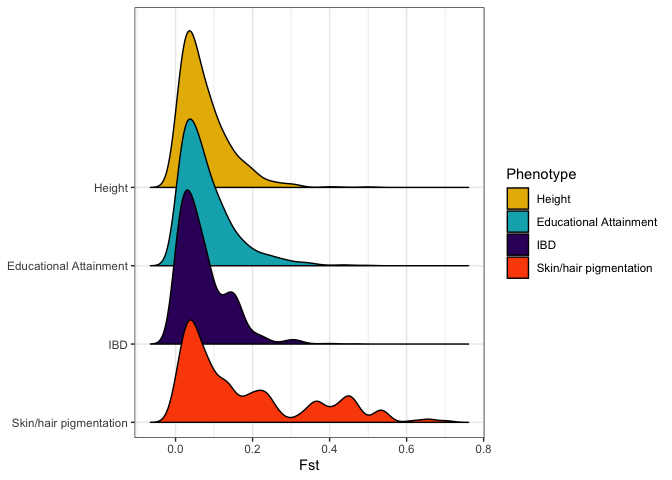 Height
Educational Attainment
IBD
Skin/hair pigmentation
0.0 0.2 0.4 0.6 0.8
Fst
Phenotype
Height
Educational Attainment
IBD
Skin/hair pigmentation